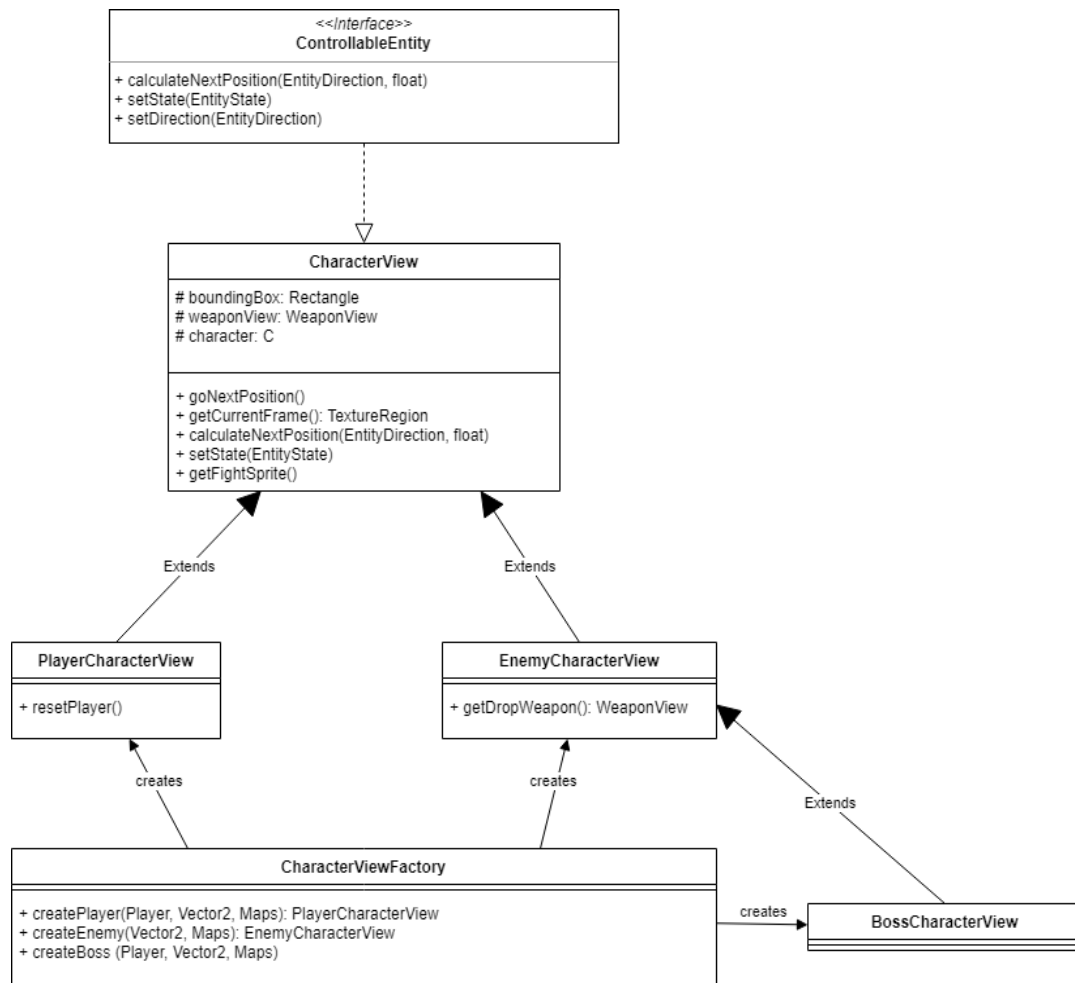 <<Interface>>
ControllableEntity
+ calculateNextPosition(EntityDirection, float)
+ setState(EntityState)
+ setDirection(EntityDirection)
CharacterView
# boundingBox: Rectangle
# weaponView: WeaponView
# character: C
+ goNextPosition()
+ getCurrentFrame(): TextureRegion
+ calculateNextPosition(EntityDirection, float)
+ setState(EntityState)
+ getFightSprite()
Extends
Extends
PlayerCharacterView
+ resetPlayer()
EnemyCharacterView
+ getDropWeapon(): WeaponView
creates
creates
Extends
CharacterViewFactory
+ createPlayer(Player, Vector2, Maps): PlayerCharacterView
+ createEnemy(Vector2, Maps): EnemyCharacterView
+ createBoss (Player, Vector2, Maps)
creates
BossCharacterView